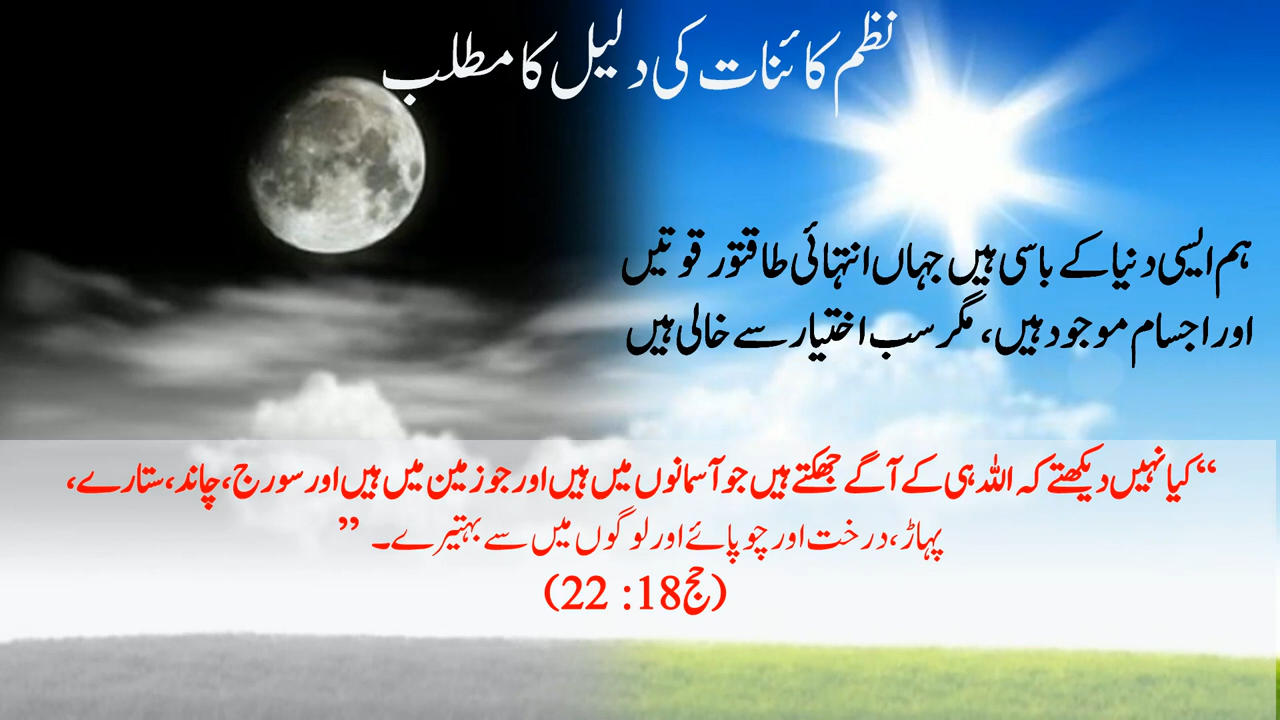 نظم کائنات کی دلیل کا مطلب
ہم ایسی دنیا کے باسی ہیں جہاں انتہائی طاقتور قوتیں
اور اجسام موجود ہیں، مگر سب اختیار سے خالی ہیں
“کیا نہیں دیکھتے کہ اللہ ہی کے آگے جھکتے ہیں جو آسمانوں میں ہیں اور جو زمین میں ہیں اور سورج، چاند، ستارے،
پہاڑ، درخت اور چوپائے اور لوگوں میں سے بہتیرے۔ ”
(حج18: 22)